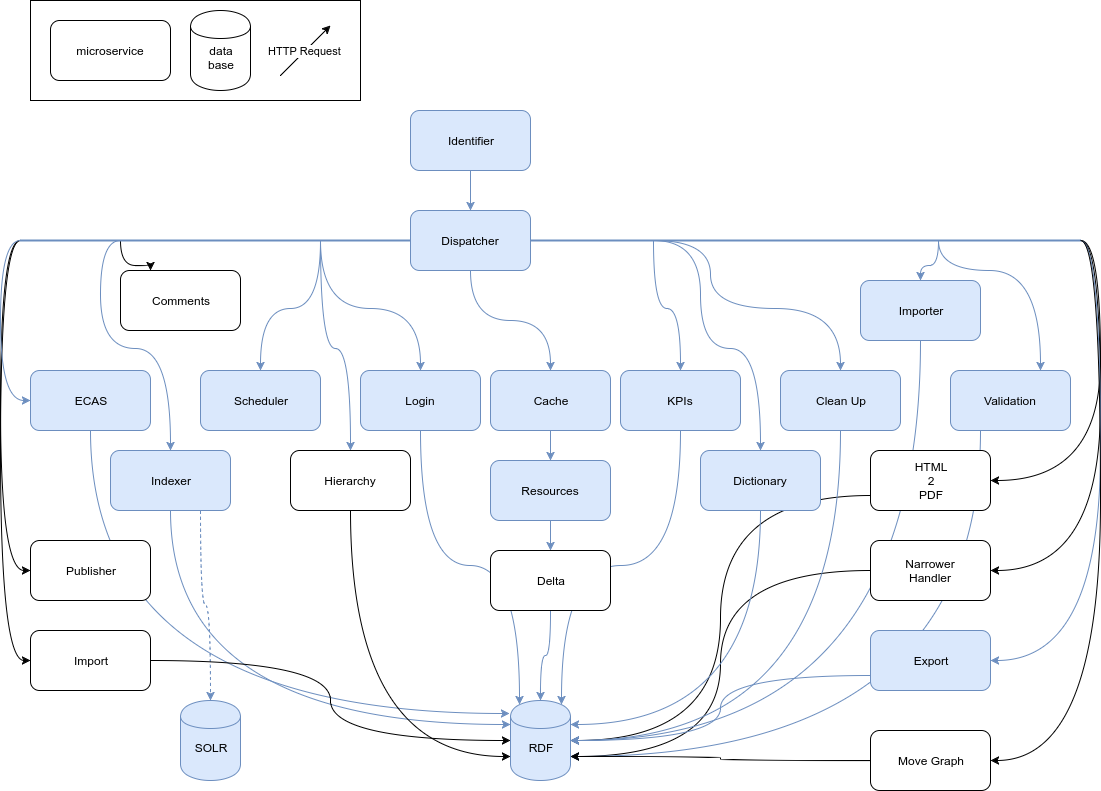 microservice
data
base
HTTP Request
Identifier
Dispatcher
Comments
Importer
ECAS
Scheduler
Login
Cache
KPIs
Clean Up
Validation
Indexer
Hierarchy
Resources
Dictionary
HTML
2
PDF
Publisher
Delta
Narrower
Handler
Import
Export
SOLR
RDF
Move Graph